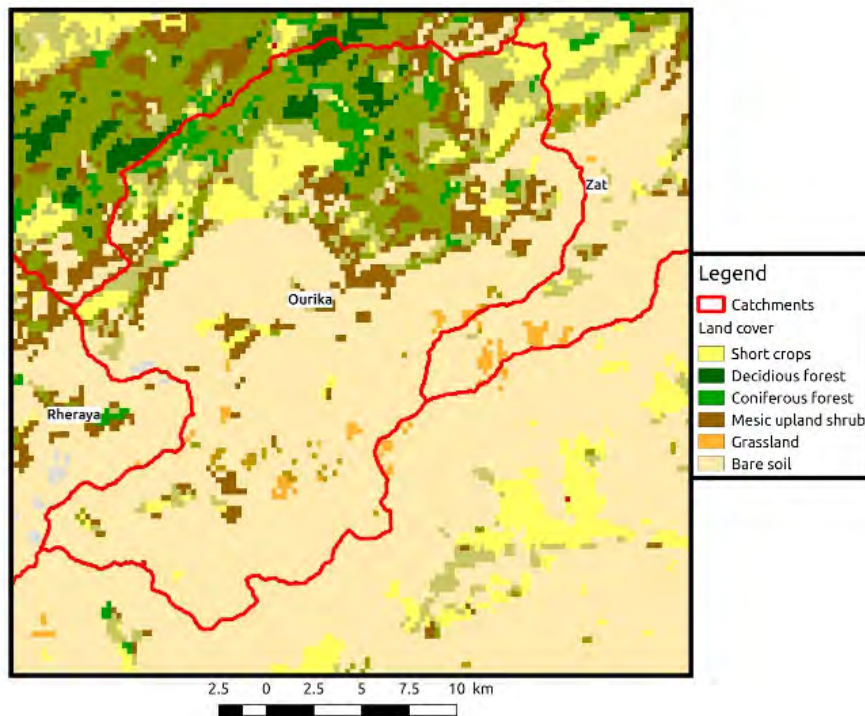 Zat
Ourika
Rheraya
Legend
Catchments
Land cover
Short crops
Decidious forest
Coniferous forest
Mesic upland shrub
Grassland
Bare soil
2.5 0 2.5 5 7.5 10 km